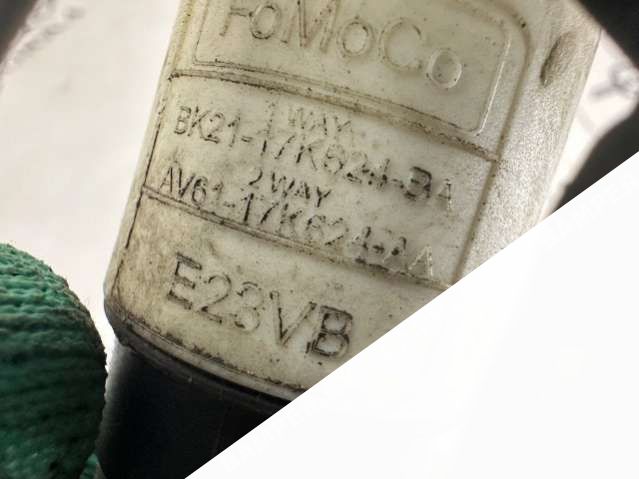 FoMoCo
1 WAY
BK21-17K624-BA
2 WAY
AV61-17K624-AA
E23VB